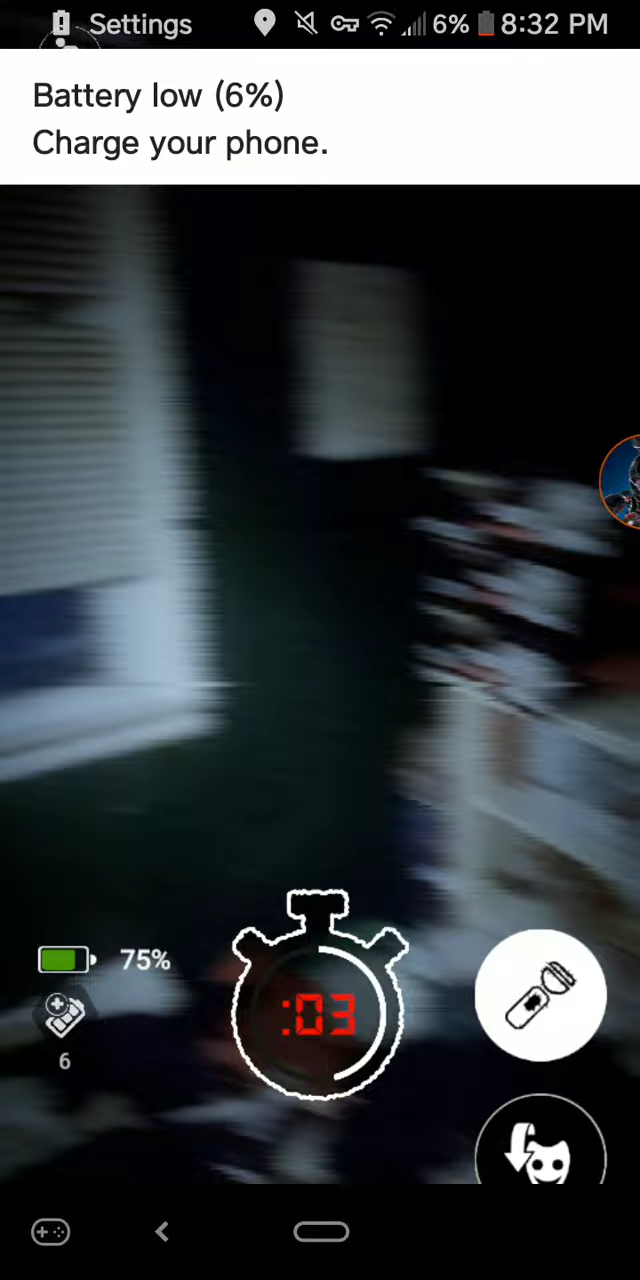 Settings 6% 8:32 PM
Battery low (6%)
Charge your phone.
75%
:03
6